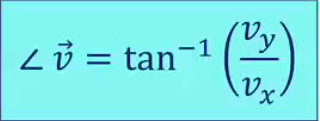 ∠ v⃗ = tan⁻¹ (v_y / v_x)